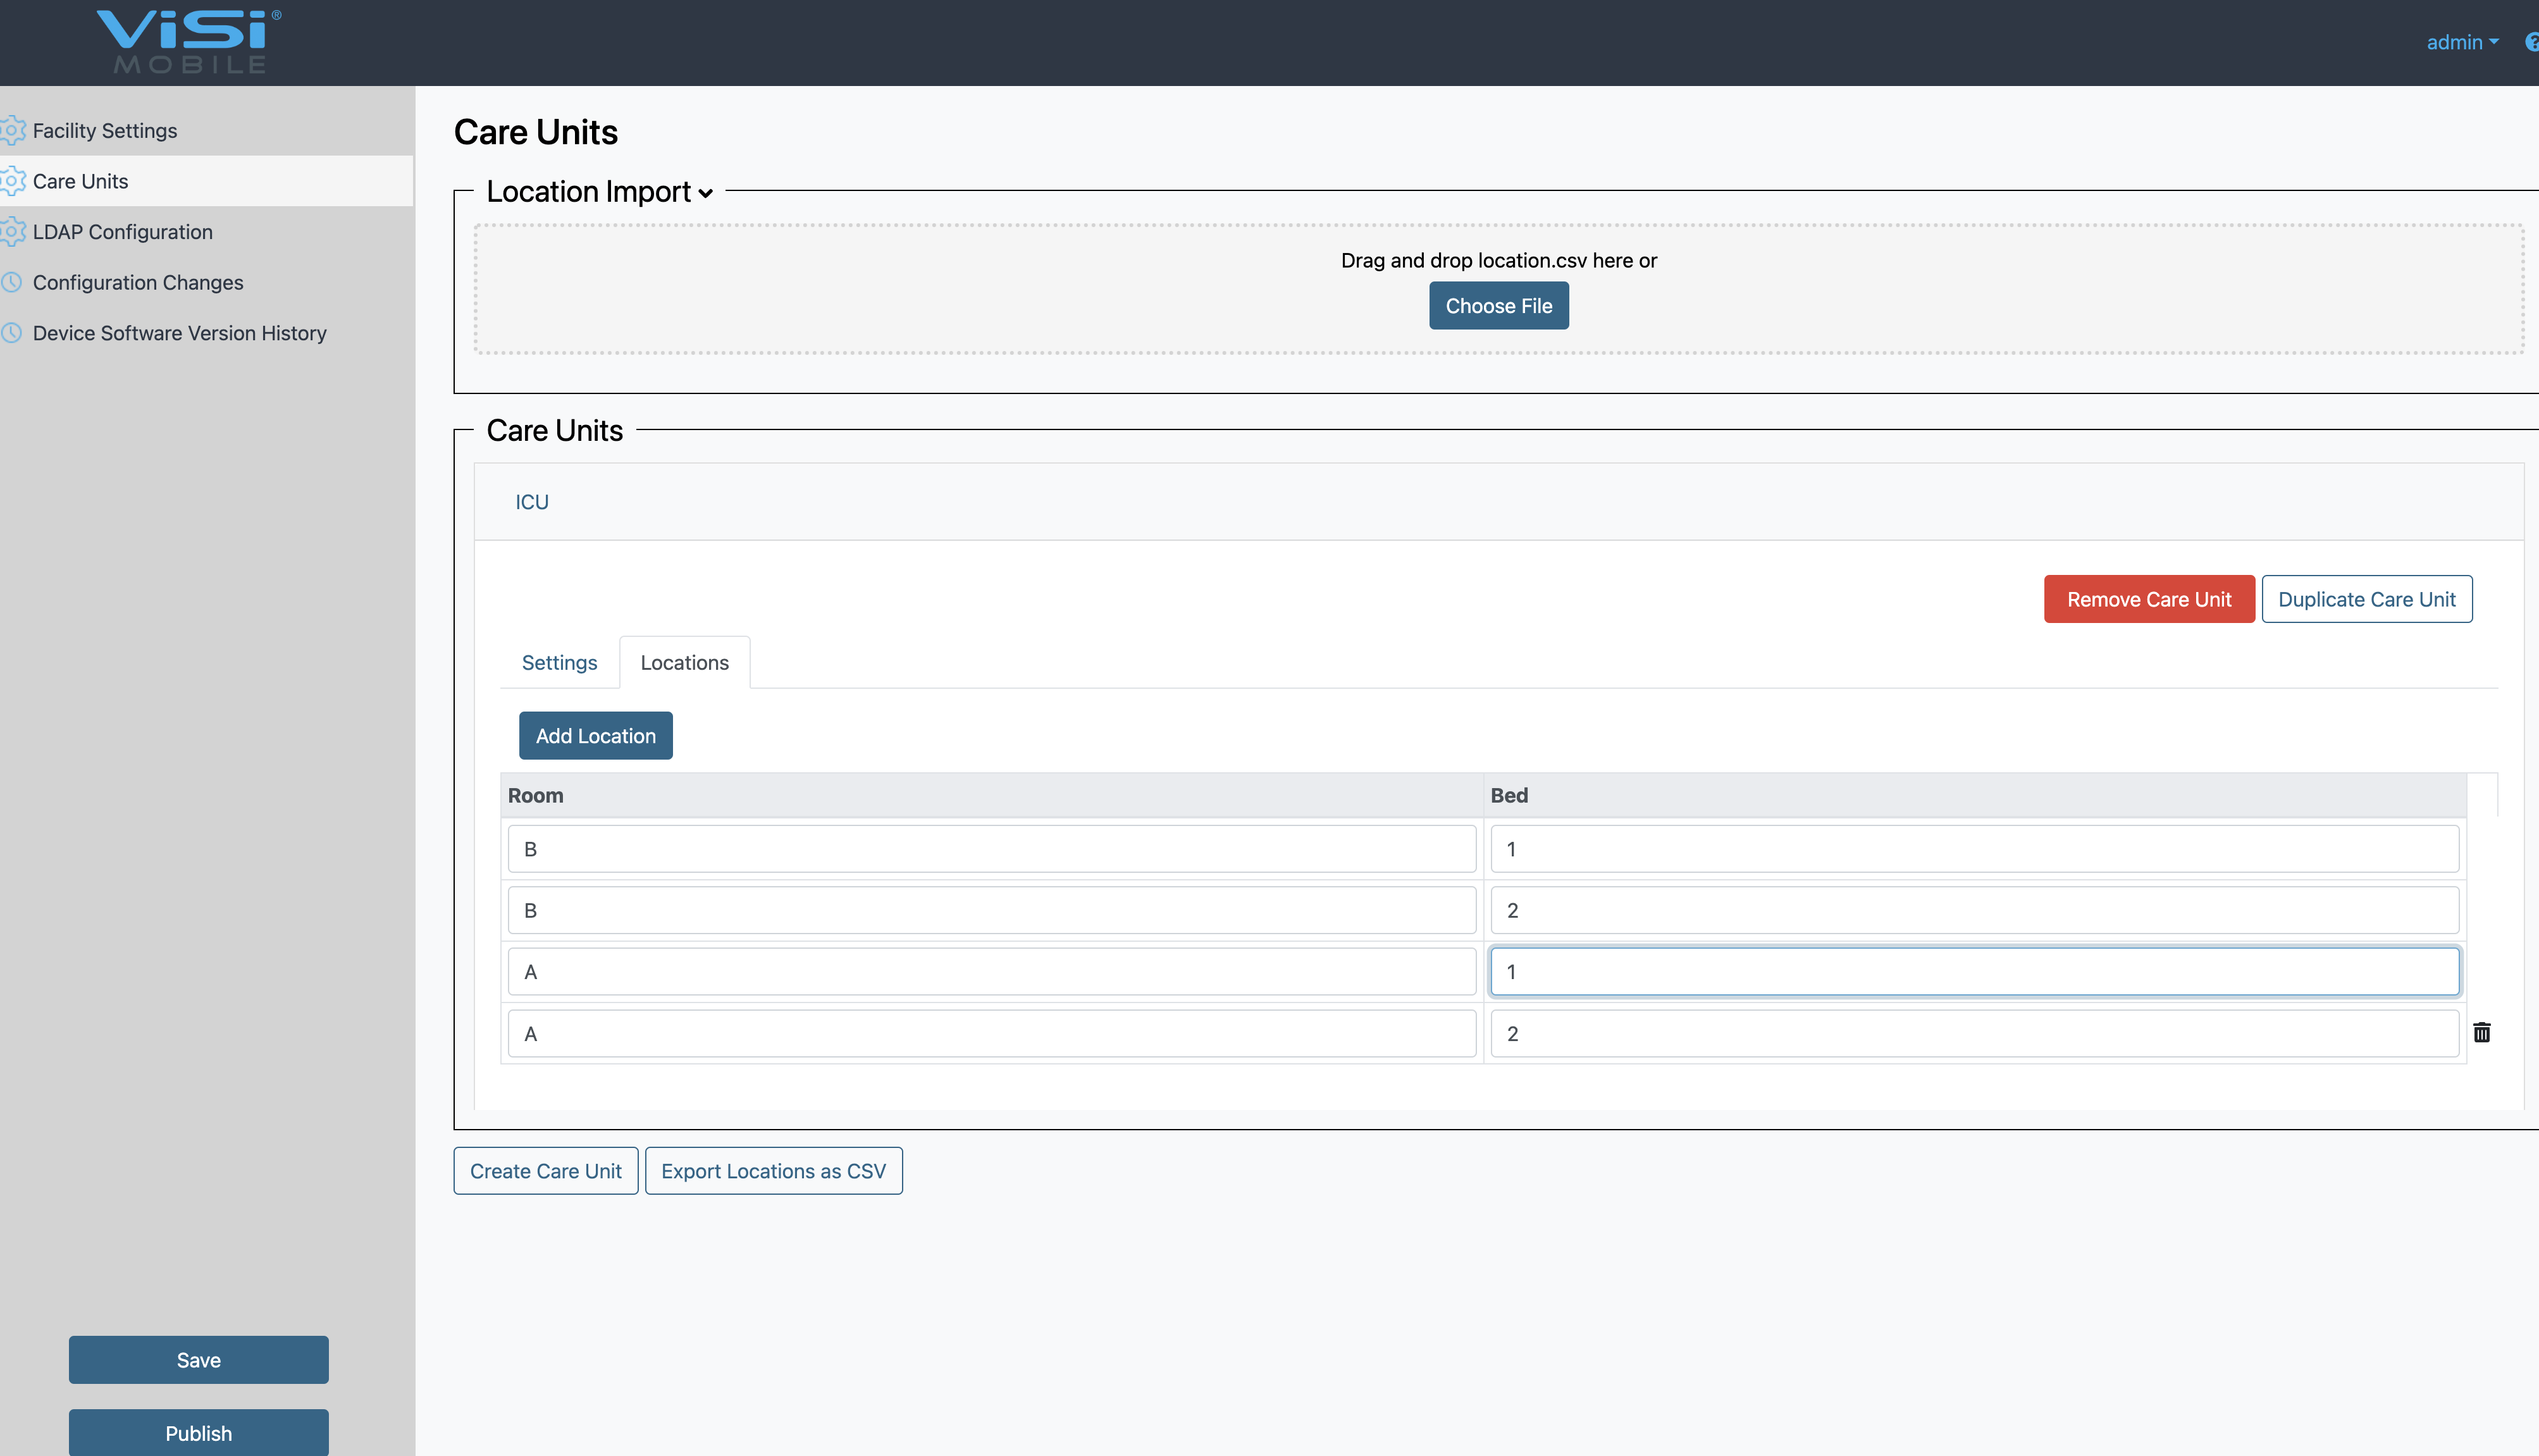 ViSi®
MOBILE
admin
Facility Settings
Care Units
LDAP Configuration
Configuration Changes
Device Software Version History
Save
Publish
Care Units
Location Import
Drag and drop location.csv here or
Choose File
Care Units
ICU
Remove Care Unit
Duplicate Care Unit
Settings
Locations
Add Location
Room Bed
B 1
B 2
A 1
A 2
Create Care Unit
Export Locations as CSV